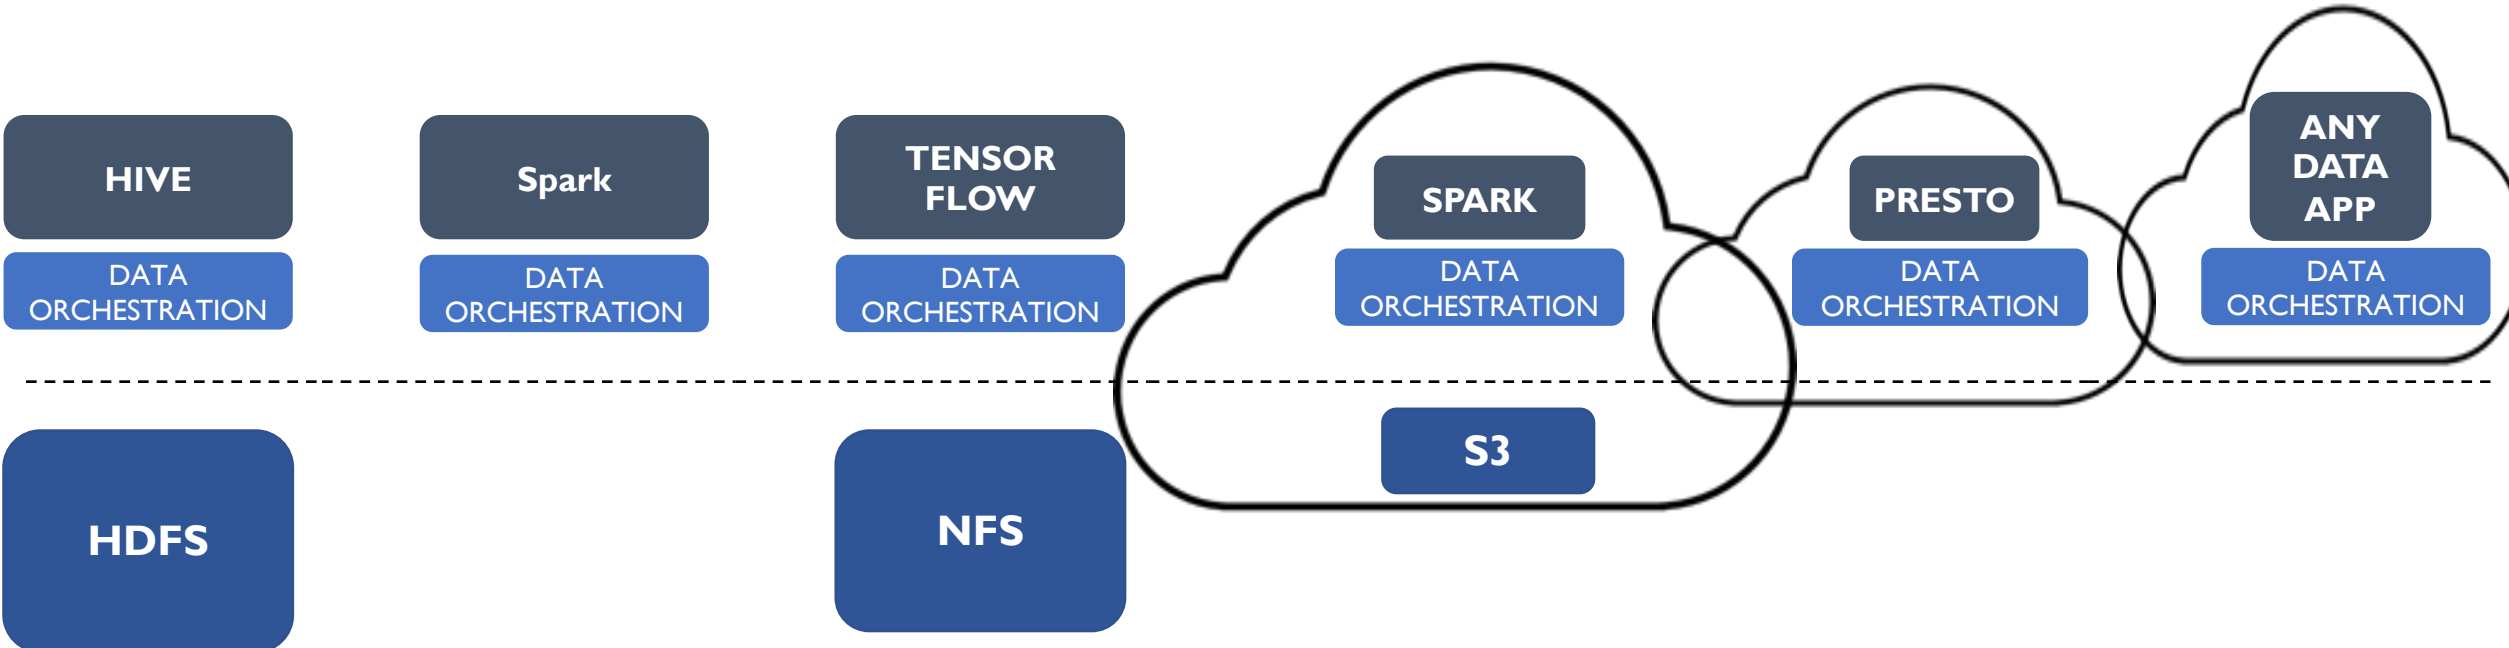 HIVE
DATA
ORCHESTRATION
Spark
DATA
ORCHESTRATION
TENSOR
FLOW
DATA
ORCHESTRATION
SPARK
DATA
ORCHESTRATION
PRESTO
DATA
ORCHESTRATION
ANY
DATA
APP
DATA
ORCHESTRATION
HDFS
NFS
S3